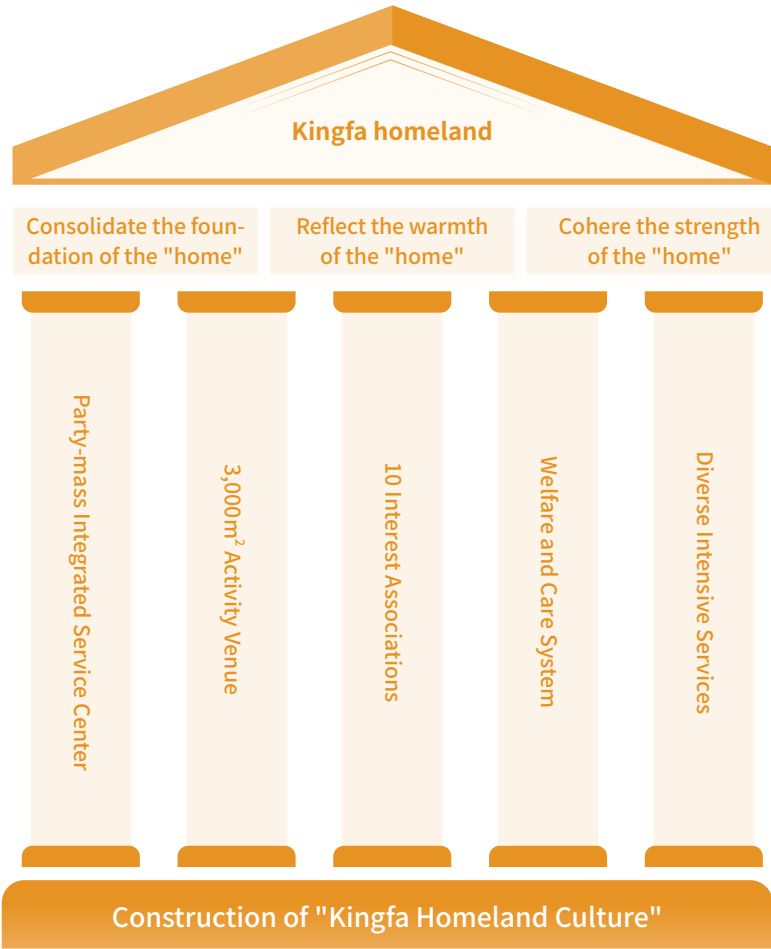 Kingfa homeland
Consolidate the foun-
dation of the "home"
Reflect the warmth
of the "home"
Cohere the strength
of the "home"
Party-mass Integrated Service Center
3,000m² Activity Venue
10 Interest Associations
Welfare and Care System
Diverse Intensive Services
Construction of "Kingfa Homeland Culture"